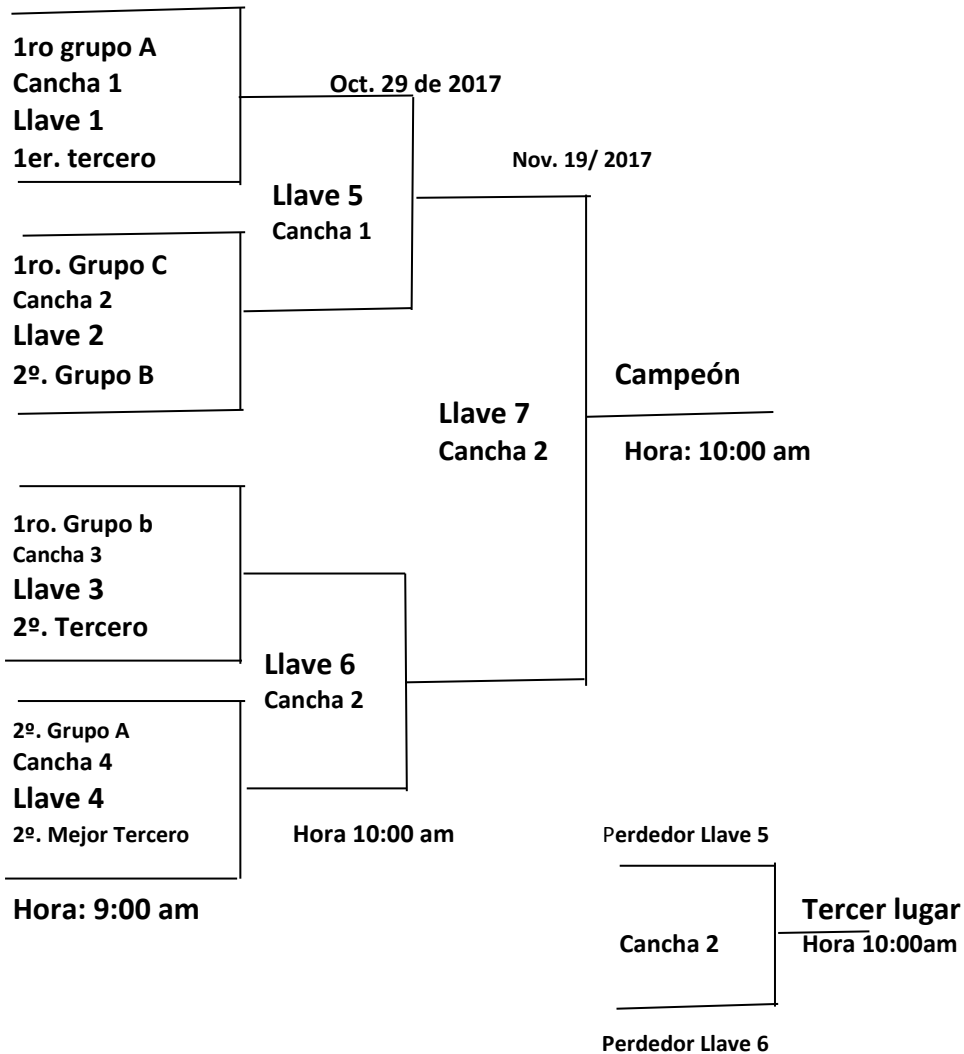 1ro grupo A
Cancha 1
Llave 1
1er. tercero
Oct. 29 de 2017
Nov. 19/ 2017
Llave 5
Cancha 1
1ro. Grupo C
Cancha 2
Llave 2
2º. Grupo B
Campeón
Llave 7
Cancha 2
Hora: 10:00 am
1ro. Grupo b
Cancha 3
Llave 3
2º. Tercero
Llave 6
Cancha 2
2º. Grupo A
Cancha 4
Llave 4
2º. Mejor Tercero
Hora 10:00 am
Hora: 9:00 am
Perdedor Llave 5
Cancha 2
Tercer lugar
Hora 10:00am
Perdedor Llave 6